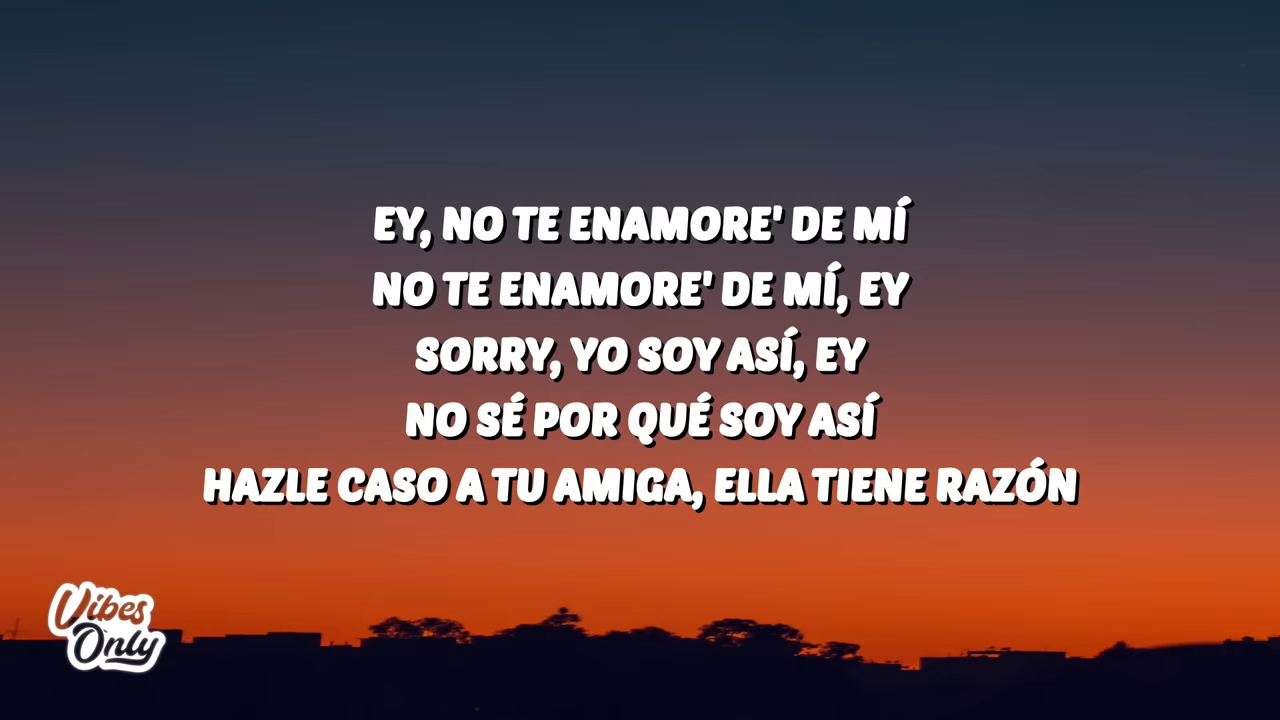 EY, NO TE ENAMORE' DE MÍ
NO TE ENAMORE' DE MÍ, EY
SORRY, YO SOY ASÍ, EY
NO SÉ POR QUÉ SOY ASÍ
HAZLE CASO A TU AMIGA, ELLA TIENE RAZÓN
Vibes
Only